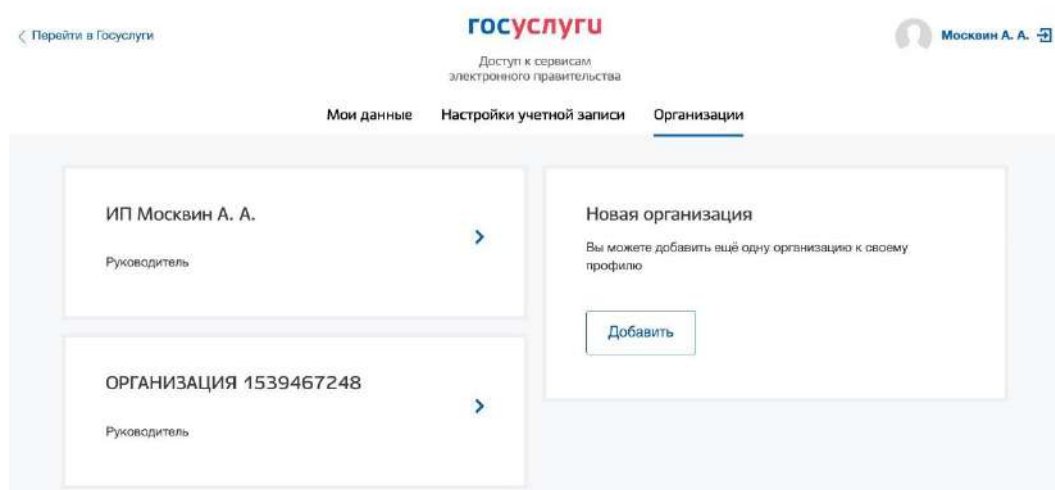 Перейти в Госуслуги
госуслуги
Москвин А. А.
Доступ к сервисам
электронного правительства
Мои данные
Настройки учетной записи
Организации
ИП Москвин А. А.
Руководитель
Новая организация
Вы можете добавить ещё одну организацию к своему
профилю
Добавить
ОРГАНИЗАЦИЯ 1539467248
Руководитель